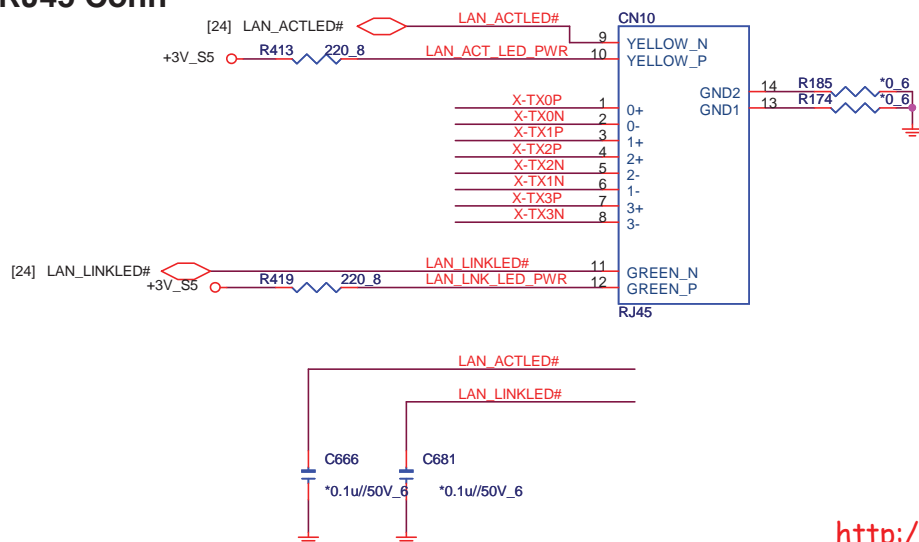 RJ45 Conn
[24] LAN_ACTLED#
LAN_ACTLED#
CN10
+3V_S5
R413
220_8
LAN_ACT_LED_PWR
9
10
YELLOW_N
YELLOW_P
GND2
GND1
14
13
R185
*0_6
R174
*0_6
X-TX0P
1
0+
X-TX0N
2
0-
X-TX1P
3
1+
X-TX2P
4
2+
X-TX2N
5
2-
X-TX1N
6
1-
X-TX3P
7
3+
X-TX3N
8
3-
[24] LAN_LINKLED#
LAN_LINKLED#
11
GREEN_N
+3V_S5
R419
220_8
LAN_LNK_LED_PWR
12
GREEN_P
RJ45
LAN_ACTLED#
LAN_LINKLED#
C666
C681
*0.1u//50V_6
*0.1u//50V_6
http:/